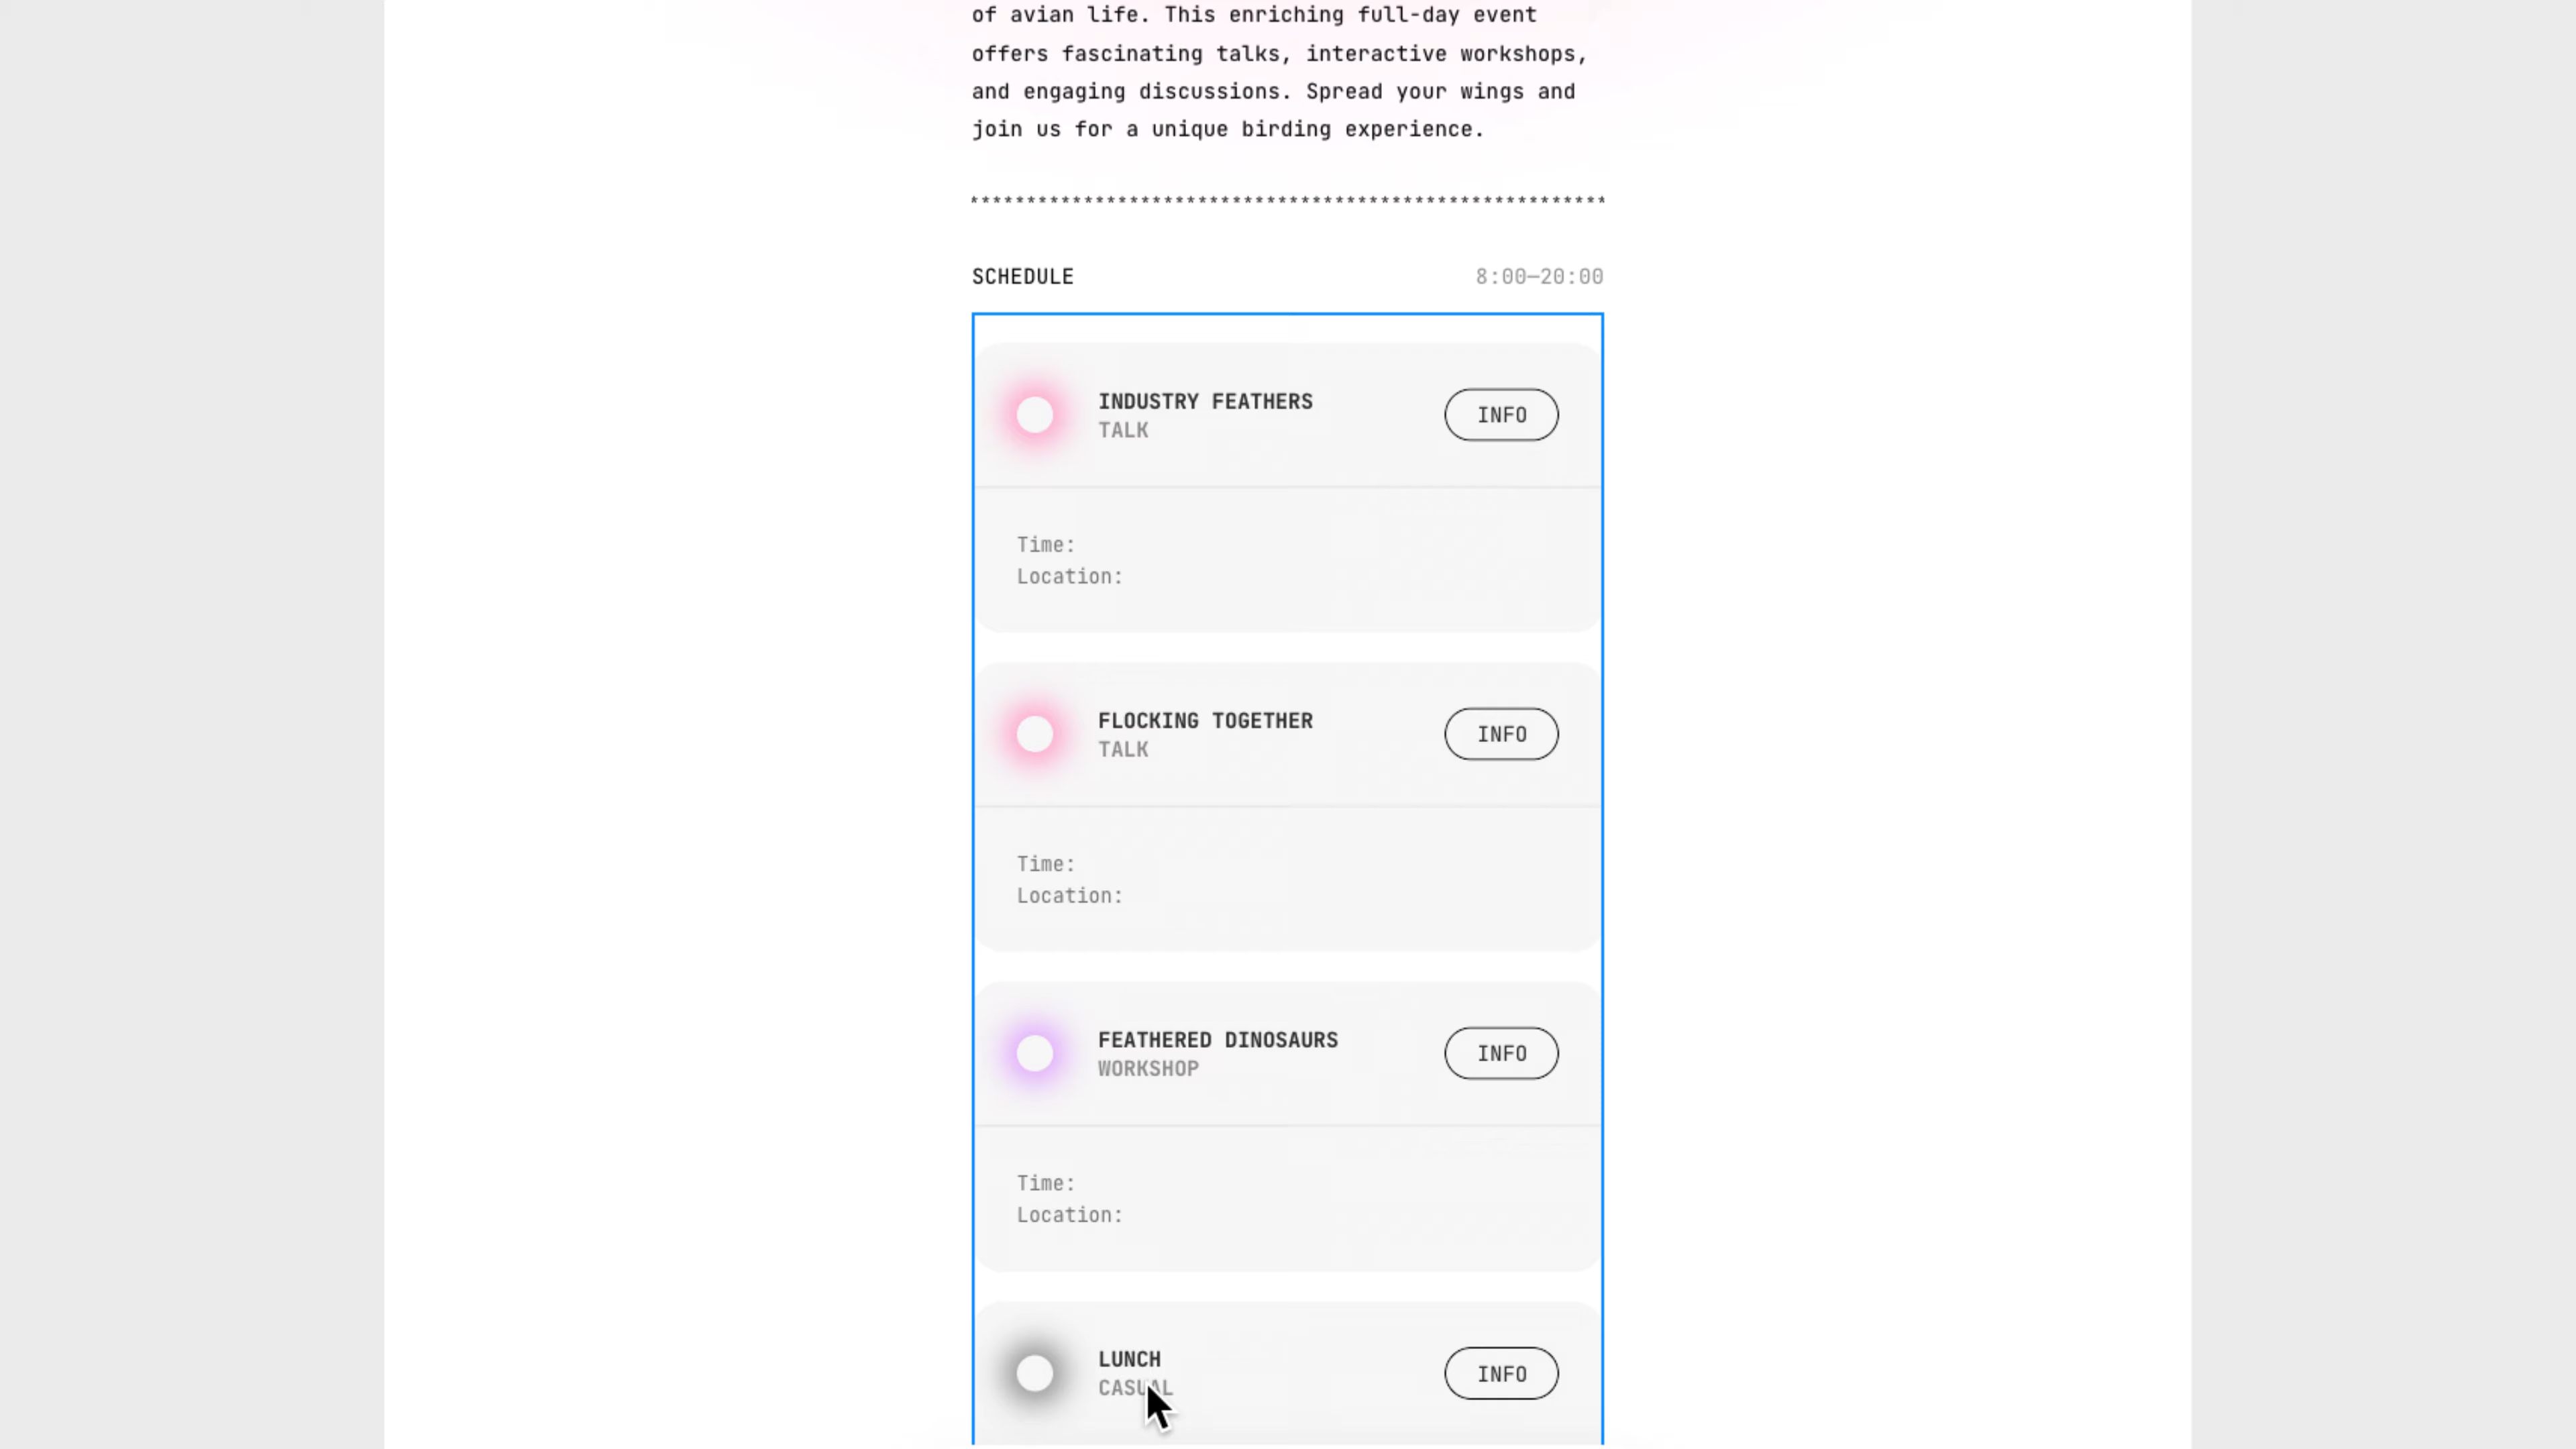 of avian life. This enriching full-day event
offers fascinating talks, interactive workshops,
and engaging discussions. Spread your wings and
join us for a unique birding experience.
*******************************************************
SCHEDULE 8:00—20:00
INDUSTRY FEATHERS
TALK
INFO
Time:
Location:
FLOCKING TOGETHER
TALK
INFO
Time:
Location:
FEATHERED DINOSAURS
WORKSHOP
INFO
Time:
Location:
LUNCH
CASUAL
INFO